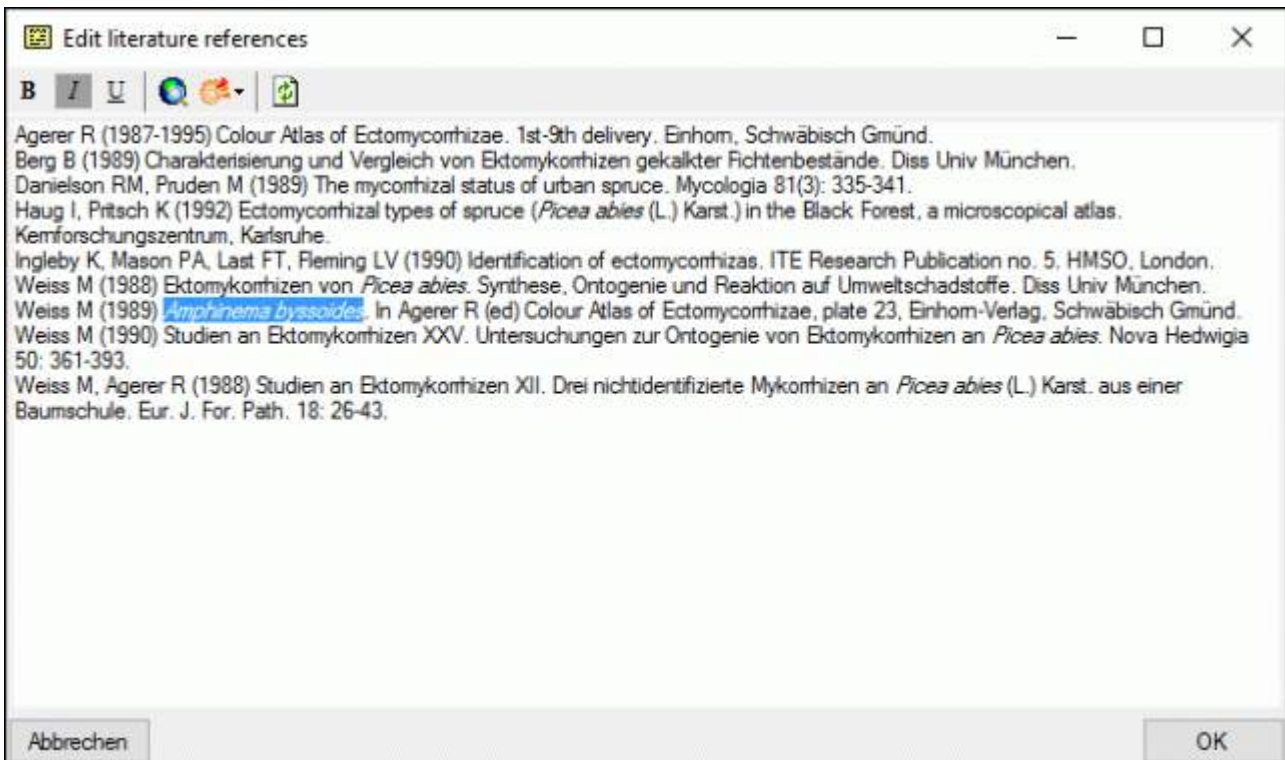 Edit literature references
B I U
Agerer R (1987-1995) Colour Atlas of Ectomycorrhizae. 1st-9th delivery. Einhorn, Schwäbisch Gmünd.
Berg B (1989) Charakterisierung und Vergleich von Ektomykorrhizen gekalkter Fichtenbestände. Diss Univ München.
Danielson RM, Pruden M (1989) The mycorrhizal status of urban spruce. Mycologia 81(3): 335-341.
Haug I, Pritsch K (1992) Ectomycorrhizal types of spruce (Picea abies (L.) Karst.) in the Black Forest, a microscopical atlas.
Kernforschungszentrum, Karlsruhe.
Ingleby K, Mason PA, Last FT, Fleming LV (1990) Identification of ectomycorrhizas. ITE Research Publication no. 5. HMSO, London.
Weiss M (1988) Ektomykorrhizen von Picea abies. Synthese, Ontogenie und Reaktion auf Umweltschadstoffe. Diss Univ München.
Weiss M (1989) Amphinema byssoides. In Agerer R (ed) Colour Atlas of Ectomycorrhizae, plate 23, Einhorn-Verlag, Schwäbisch Gmünd.
Weiss M (1990) Studien an Ektomykorrhizen XXV. Untersuchungen zur Ontogenie von Ektomykorrhizen an Picea abies. Nova Hedwigia
50: 361-393.
Weiss M, Agerer R (1988) Studien an Ektomykorrhizen XII. Drei nichtidentifizierte Mykorrhizen an Picea abies (L.) Karst. aus einer
Baumschule. Eur. J. For. Path. 18: 26-43.
Abbrechen OK